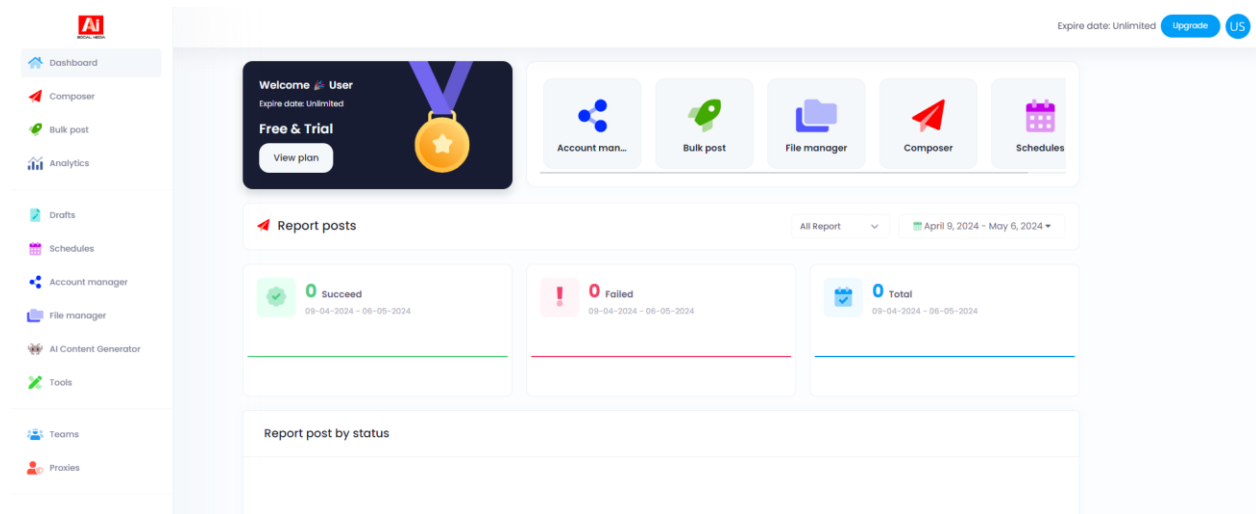 Ai
SOCIAL MEDIA
Expire date: Unlimited
Upgrade
US
Dashboard
Composer
Bulk post
Analytics
Drafts
Schedules
Account manager
File manager
AI Content Generator
Tools
Teams
Proxies
Welcome 🎉 User
Expire date: Unlimited
Free & Trial
View plan
Account man...
Bulk post
File manager
Composer
Schedules
Report posts
All Report
April 9, 2024 - May 6, 2024
0 Succeed
09-04-2024 - 06-05-2024
0 Failed
09-04-2024 - 06-05-2024
0 Total
09-04-2024 - 06-05-2024
Report post by status